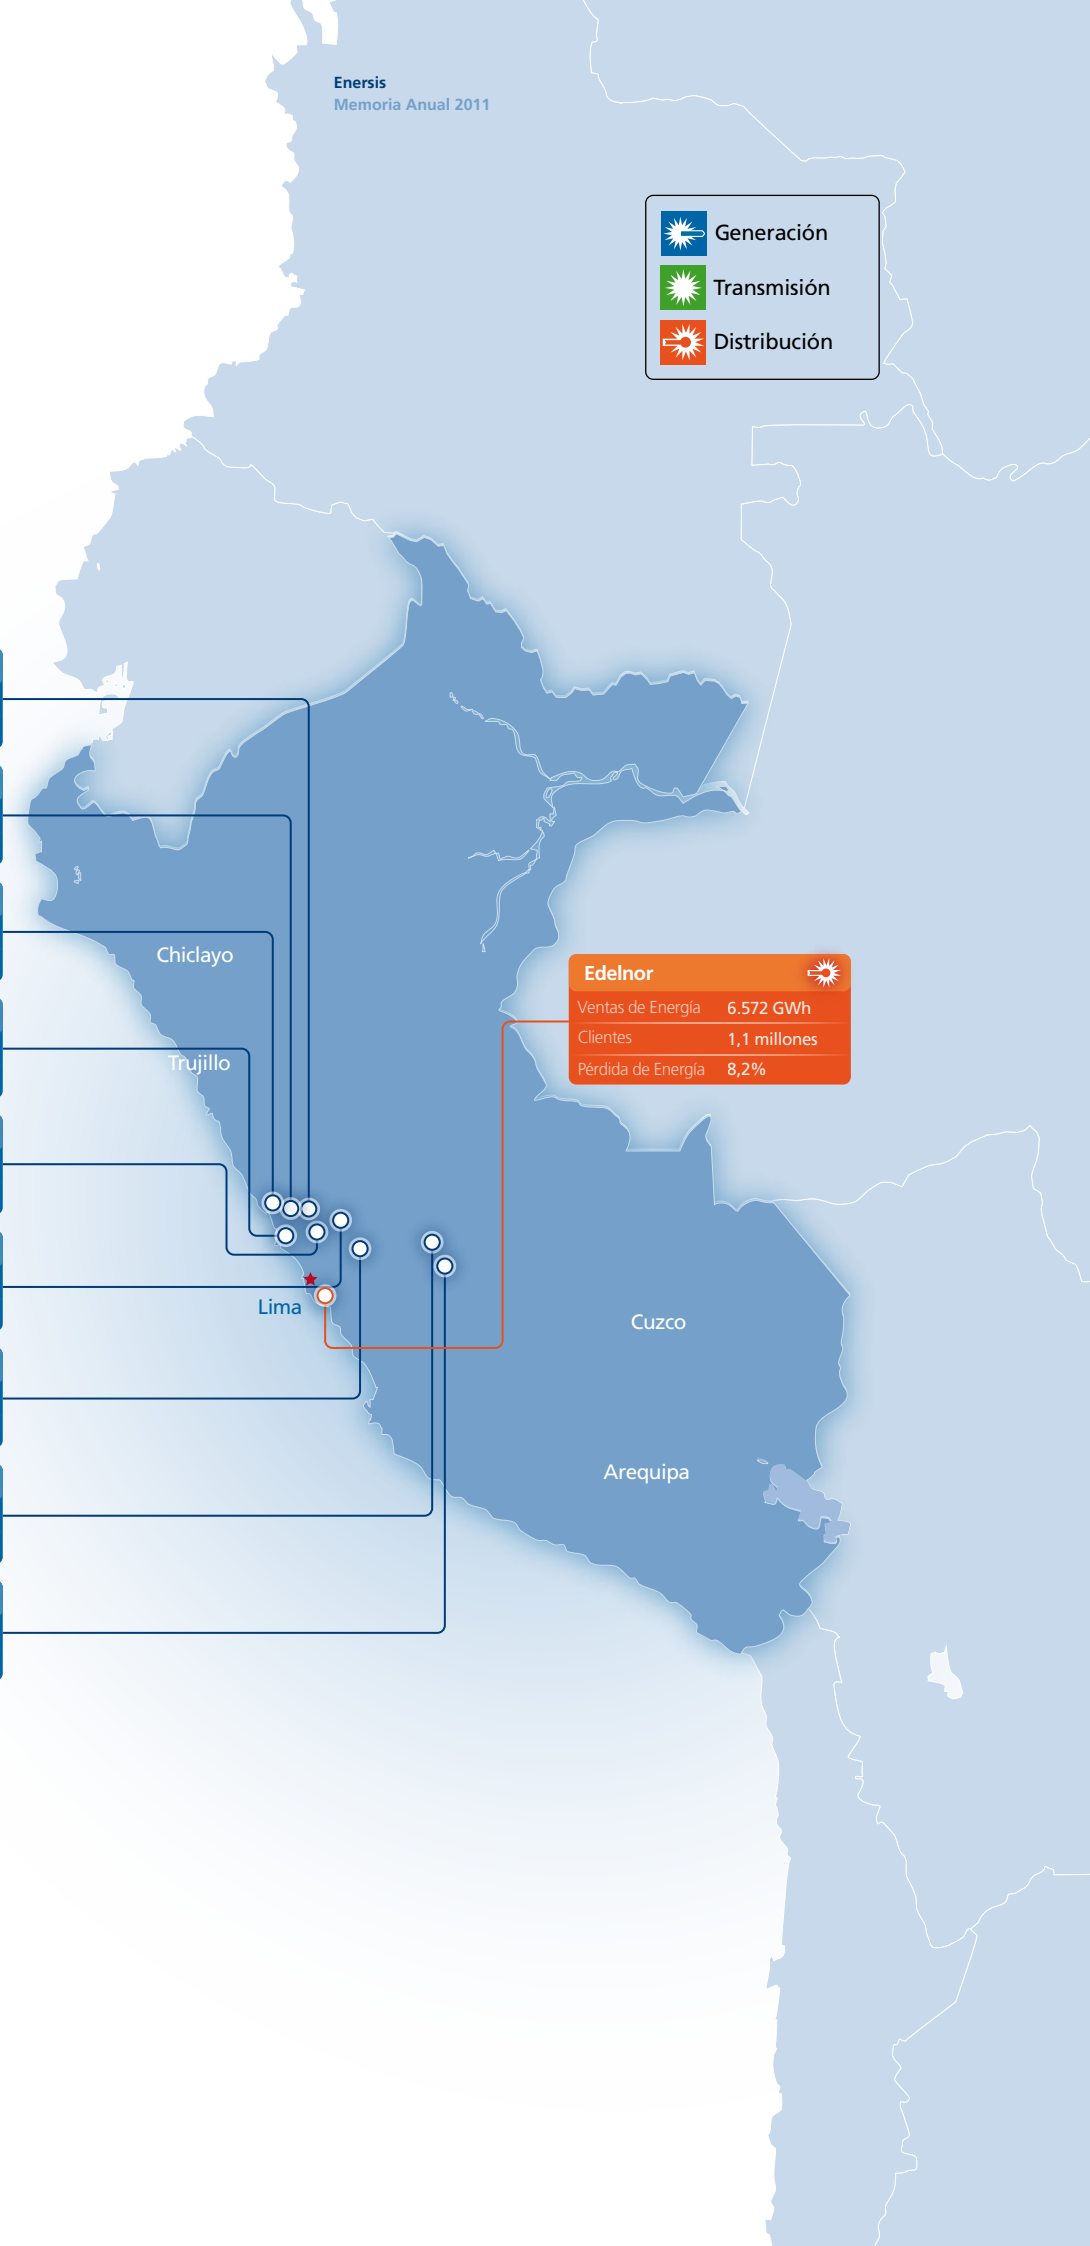 Enersis
Memoria Anual 2011
Generación
Transmisión
Distribución
Chiclayo
Edelnor
Ventas de Energía 6.572 GWh
Clientes 1,1 millones
Pérdida de Energía 8,2%
Trujillo
Lima
Cuzco
Arequipa